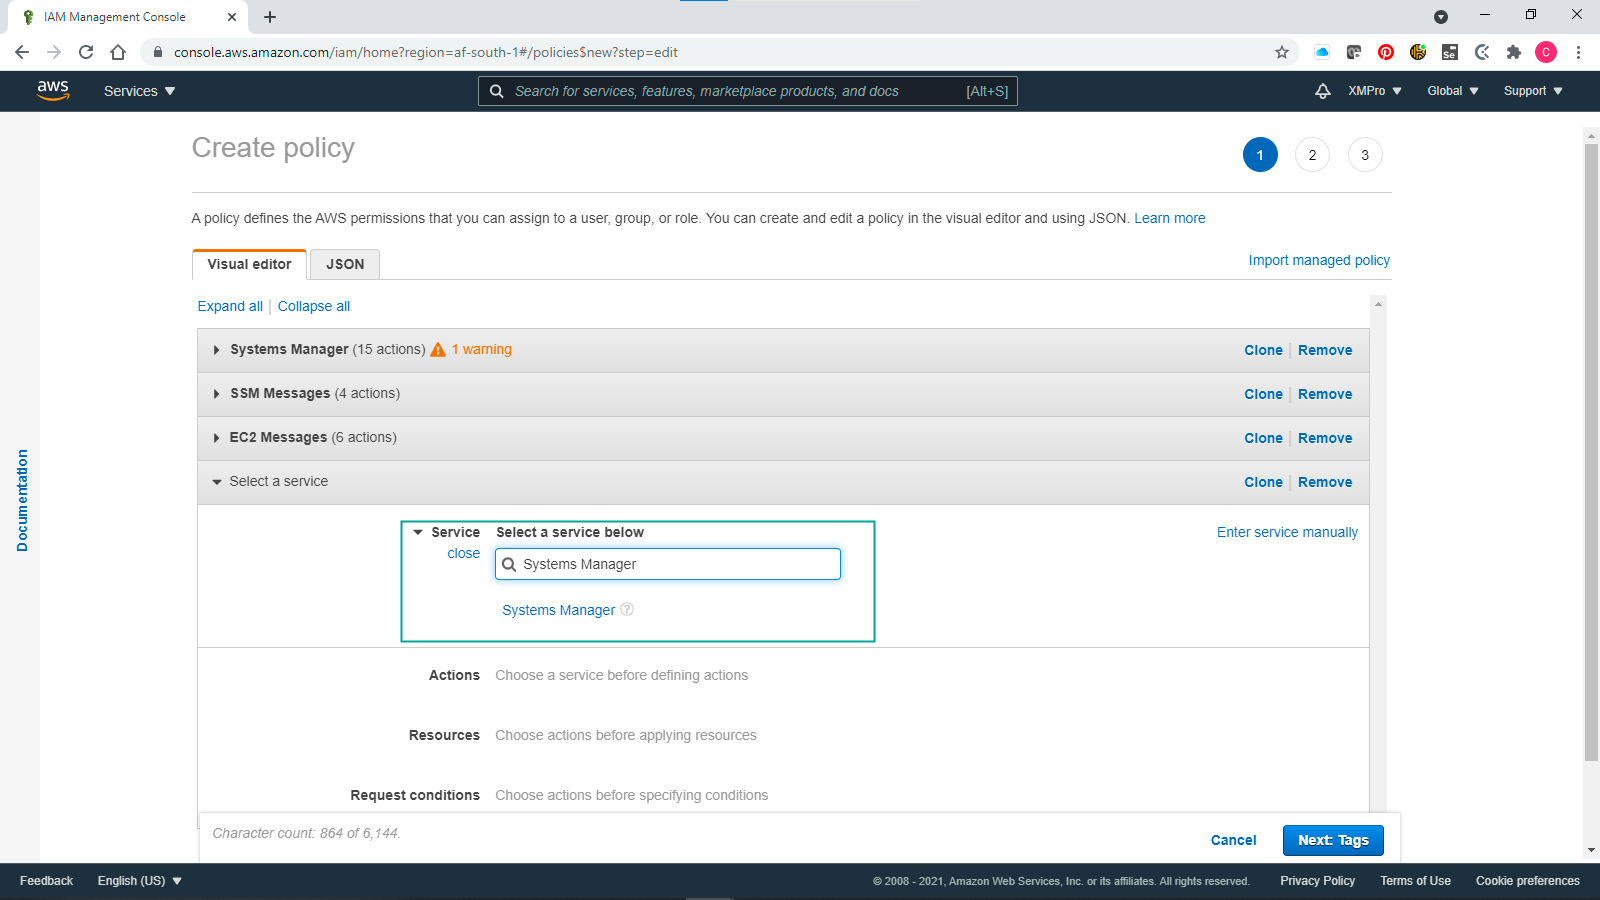 IAM Management Console
console.aws.amazon.com/iam/home?region=af-south-1#/policies$new?step=edit
Se
C
aws
Services
Search for services, features, marketplace products, and docs [Alt+S]
XMPro
Global
Support
Create policy
1
2
3
A policy defines the AWS permissions that you can assign to a user, group, or role. You can create and edit a policy in the visual editor and using JSON. Learn more
Visual editor
JSON
Import managed policy
Expand all | Collapse all
Systems Manager (15 actions) 1 warning
Clone | Remove
SSM Messages (4 actions)
Clone | Remove
EC2 Messages (6 actions)
Clone | Remove
Select a service
Clone | Remove
Documentation
Service Select a service below
Enter service manually
close
Systems Manager
Systems Manager ?
Actions Choose a service before defining actions
Resources Choose actions before applying resources
Request conditions Choose actions before specifying conditions
Character count: 864 of 6,144.
Cancel
Next: Tags
Feedback
English (US)
© 2008 - 2021, Amazon Web Services, Inc. or its affiliates. All rights reserved.
Privacy Policy
Terms of Use
Cookie preferences